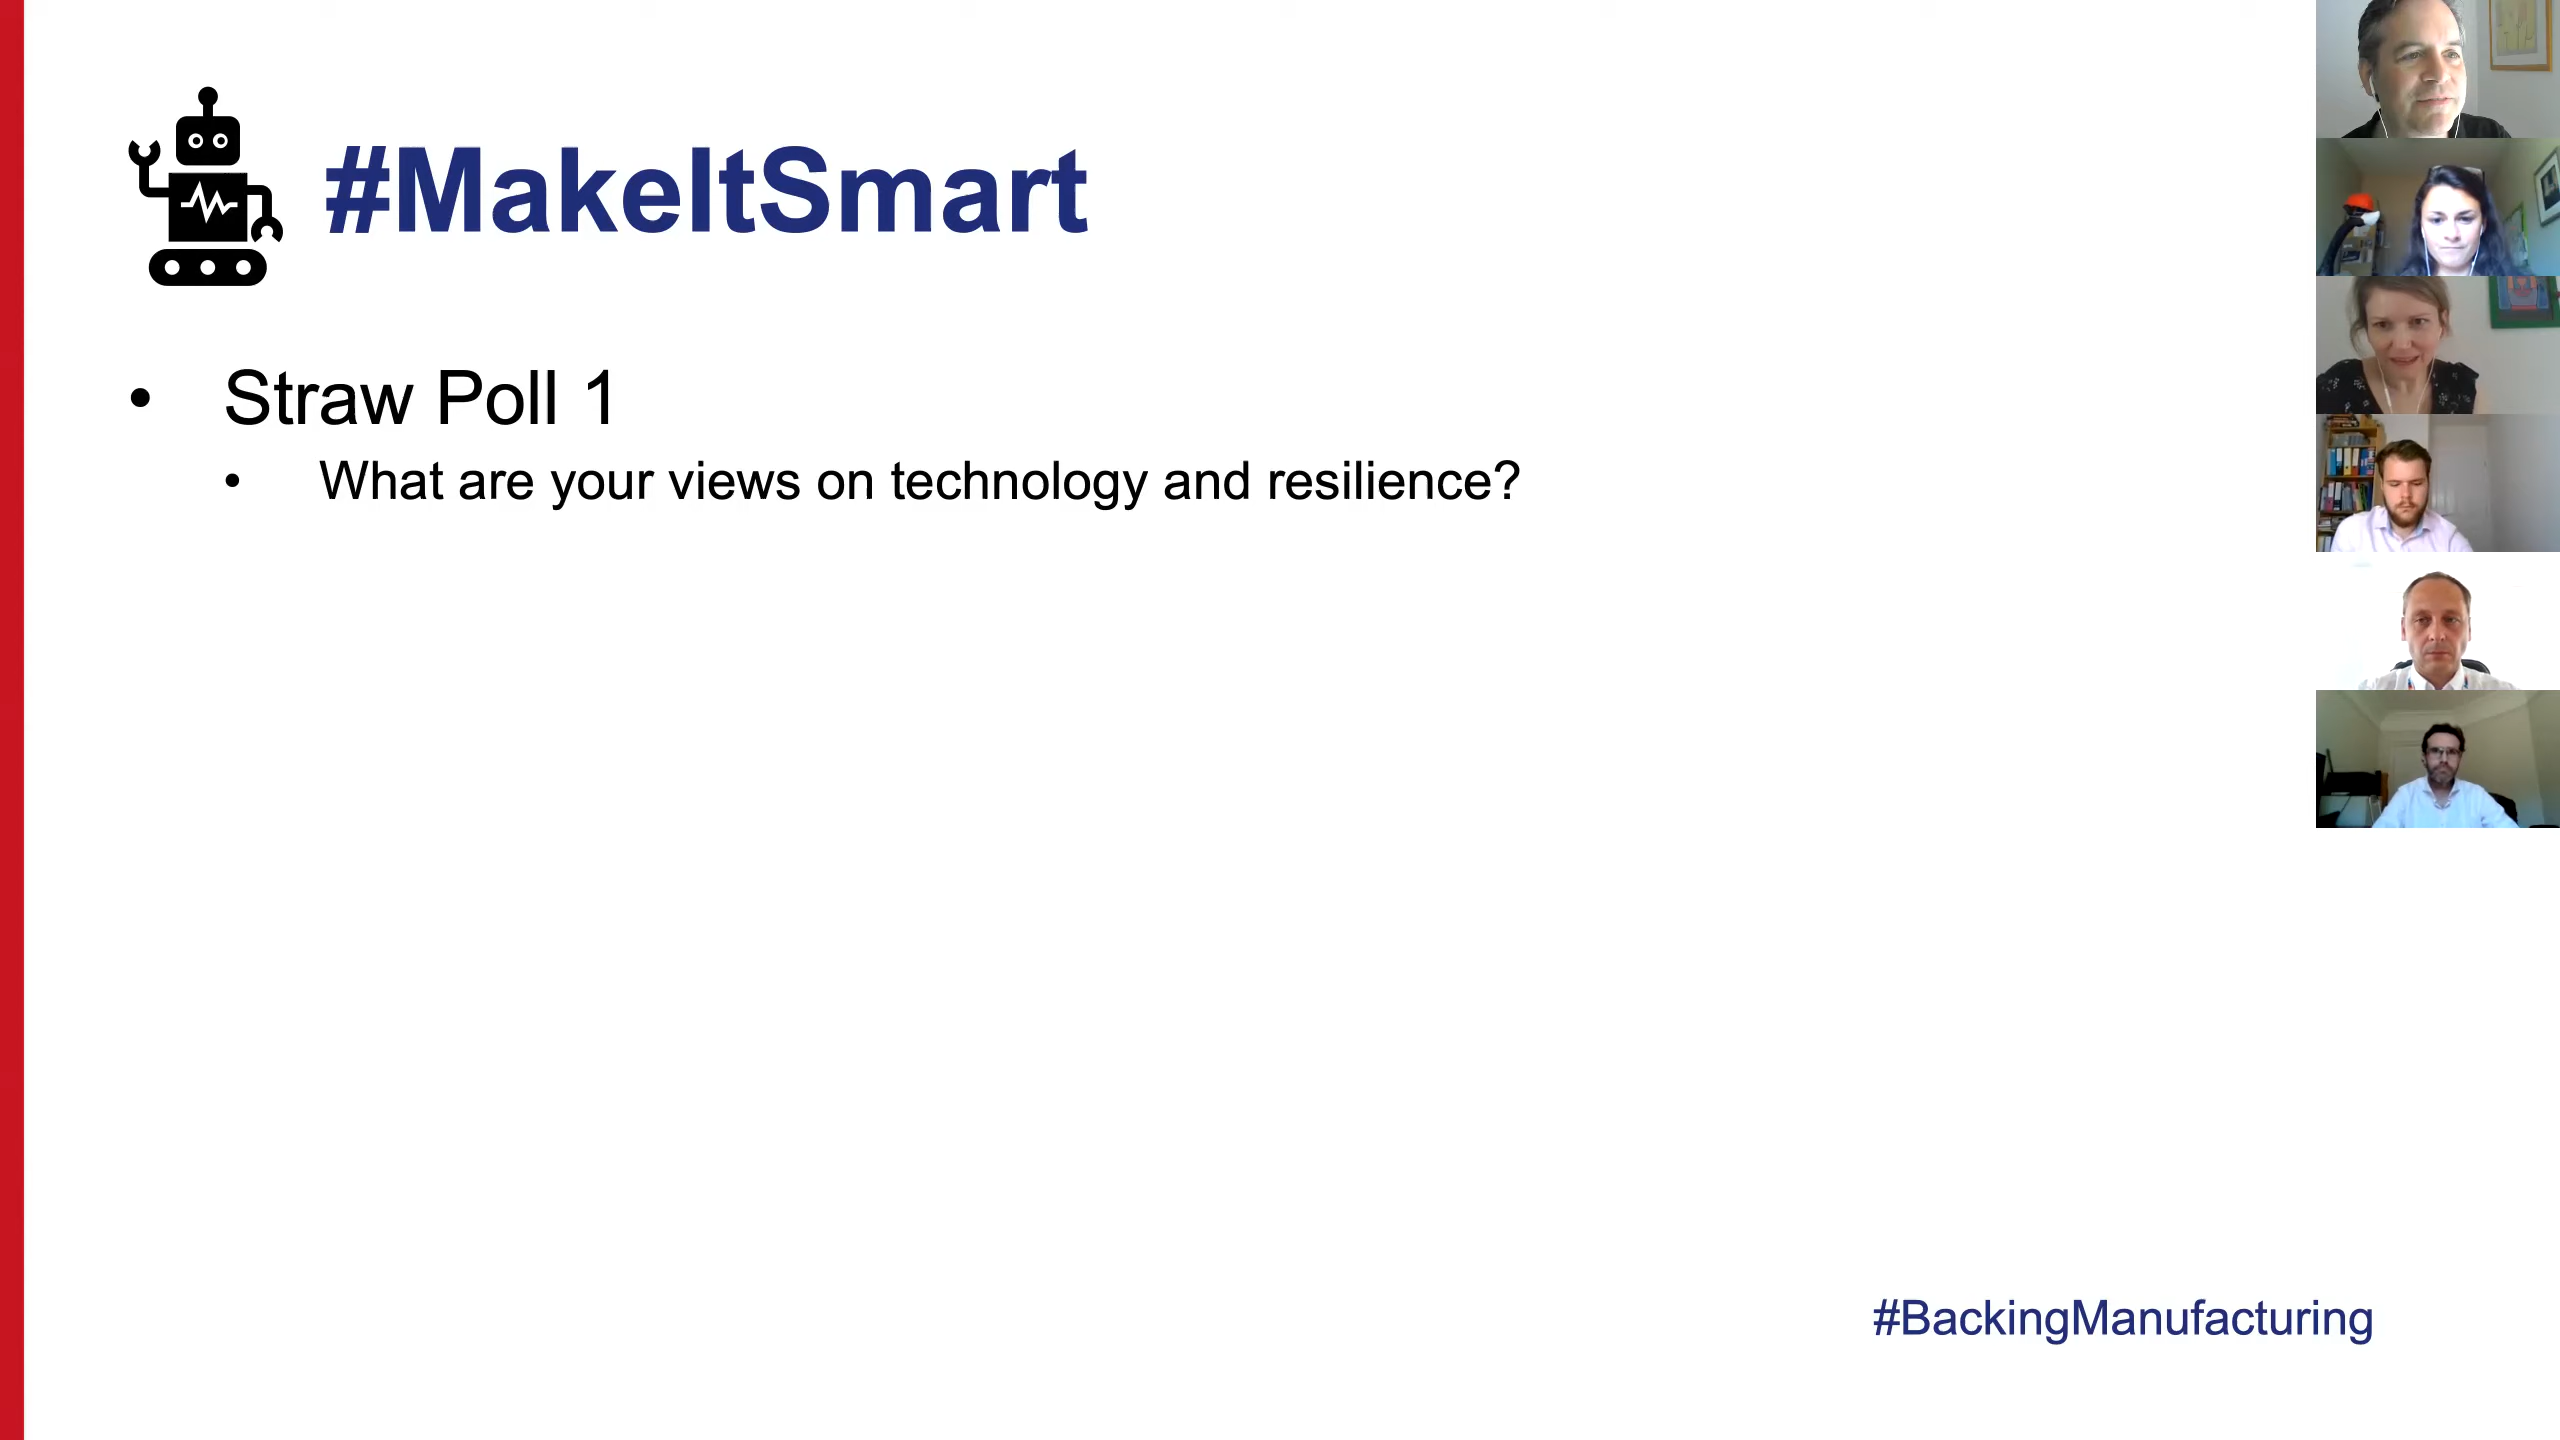 #MakeItSmart
• Straw Poll 1
• What are your views on technology and resilience?
#BackingManufacturing